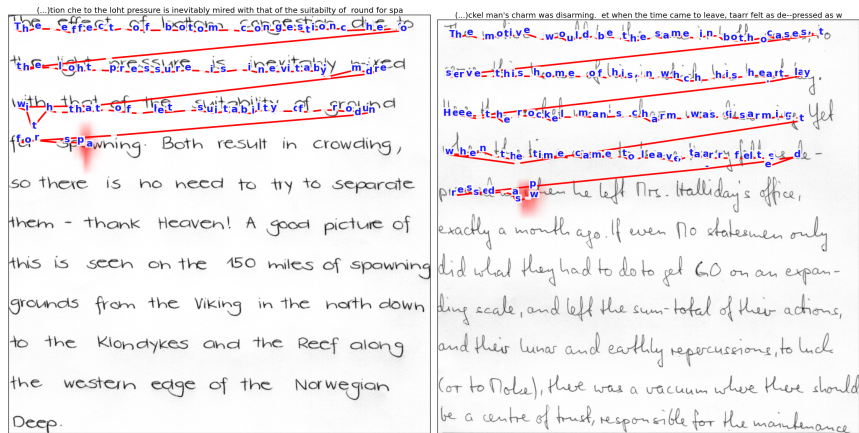 (...)tion che to the loht pressure is inevitably mired with that of the suitabilty of round for spa
The effect of bottom congestion due to
the light pressure is inevitably mired
with that of the suitability of ground
for spawning. Both result in crowding,
so there is no need to try to separate
them - thank Heaven! A good picture of
this is seen on the 150 miles of spawning
grounds from the Viking in the north down
to the Klondykes and the Reef along
the western edge of the Norwegian
Deep.
(...)ckel man's charm was disarming. et when the time came to leave, taarr felt as de--pressed as w
The motive would be the same in both cases, t
serve this home of his, in which his heart lay.
man's charm was disarming. Yet
when the time came to leave, felt as de-
pressed as when he left Mrs. Halliday's office,
exactly a month ago. If even No statesmen only
did what they had to do to get GO on an expan-
ding scale, and left the sum-total of their actions,
and their lunar and earthly repercussions, to luck
(or to Moke), there was a vacuum where there should
be a centre of trust, responsible for the maintenance